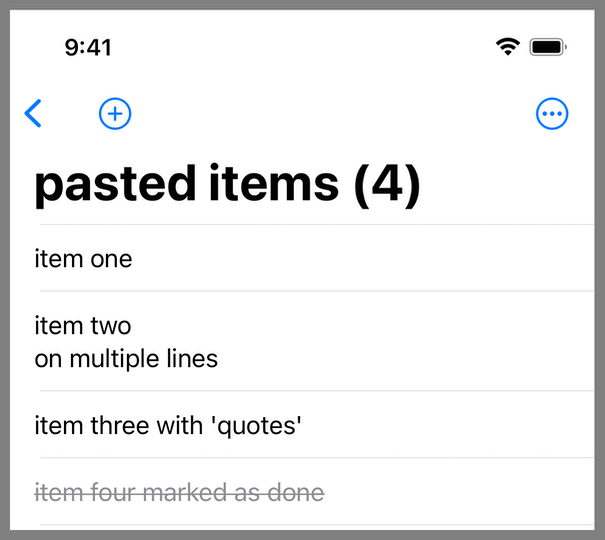 9:41
pasted items (4)
item one
item two
on multiple lines
item three with 'quotes'
item four marked as done